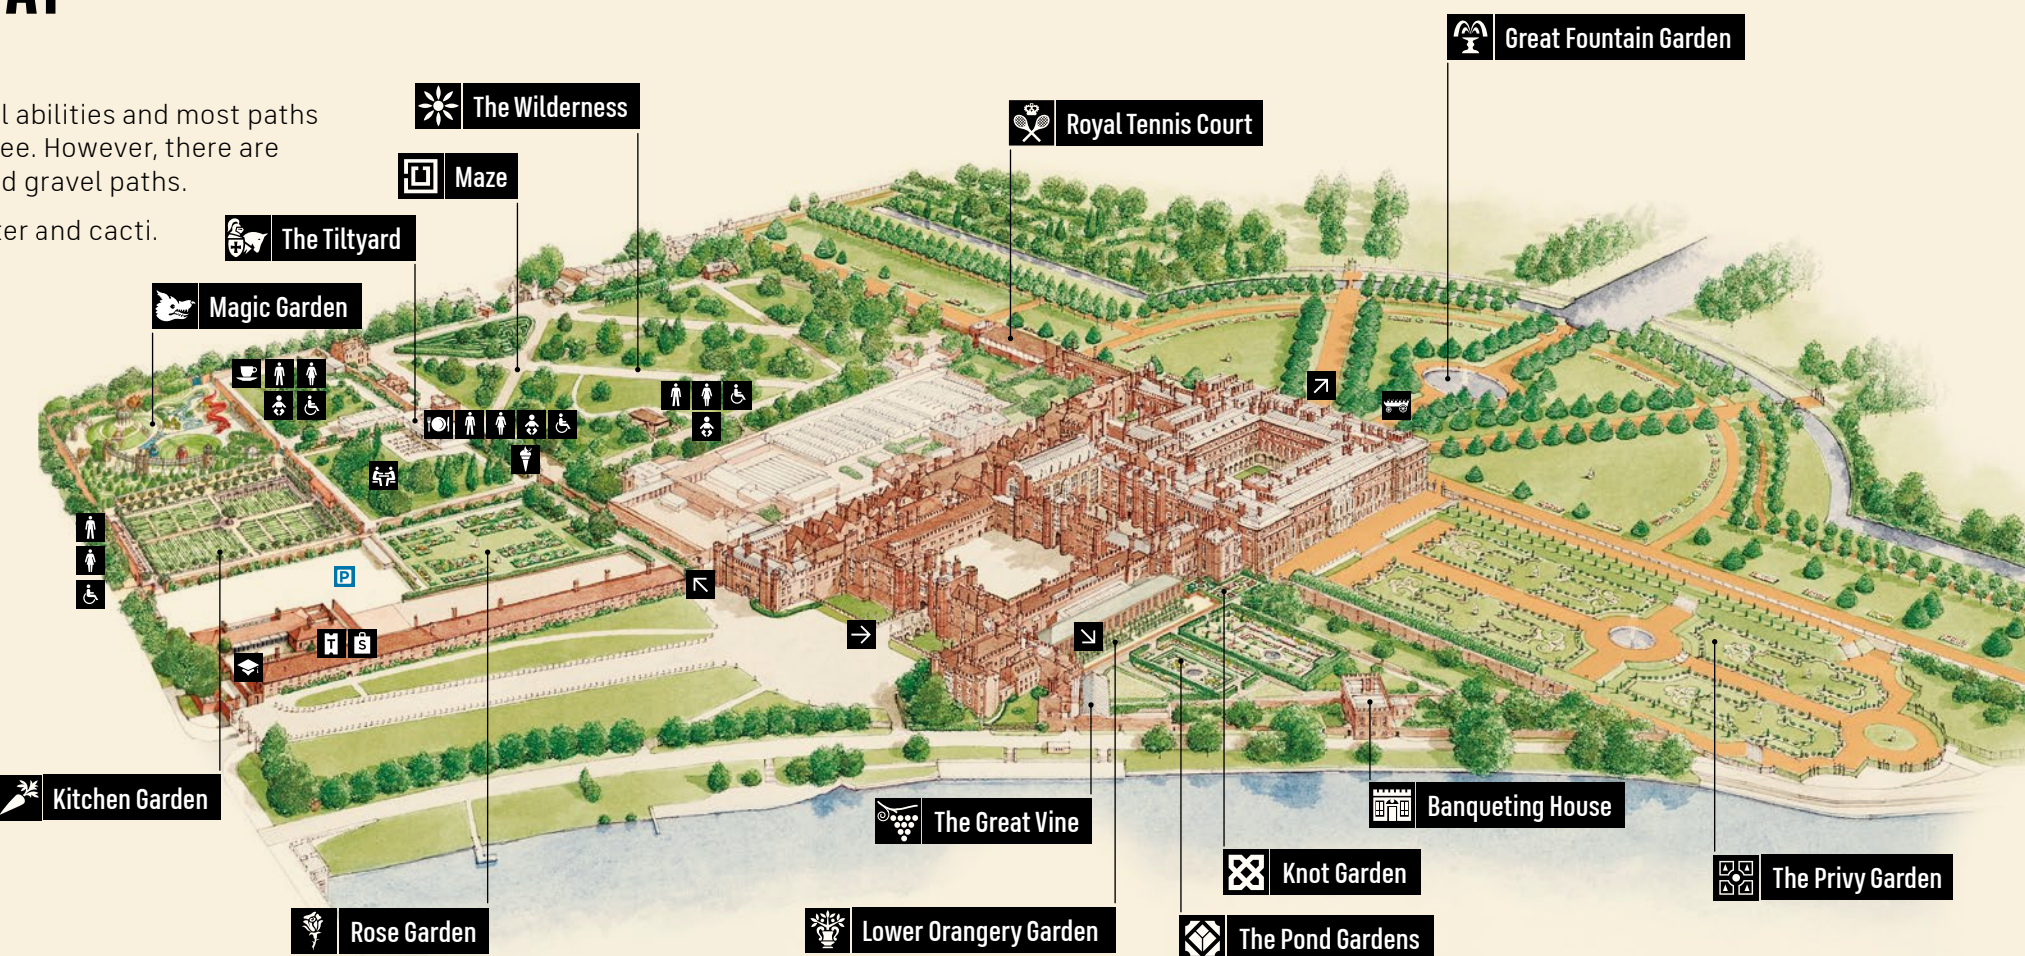 l abilities and most paths
ee. However, there are
d gravel paths.
ter and cacti.
Great Fountain Garden
The Wilderness
Royal Tennis Court
Maze
The Tiltyard
Magic Garden
P
T S
Kitchen Garden
The Great Vine
Banqueting House
Knot Garden
The Privy Garden
Rose Garden
Lower Orangery Garden
The Pond Gardens